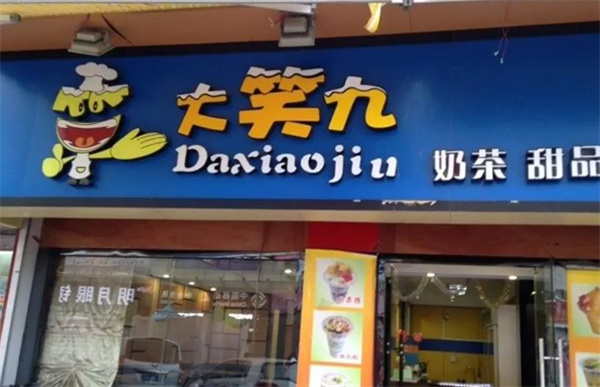 大笑九
Daxiaojiu
奶茶 甜品
明月眼镜